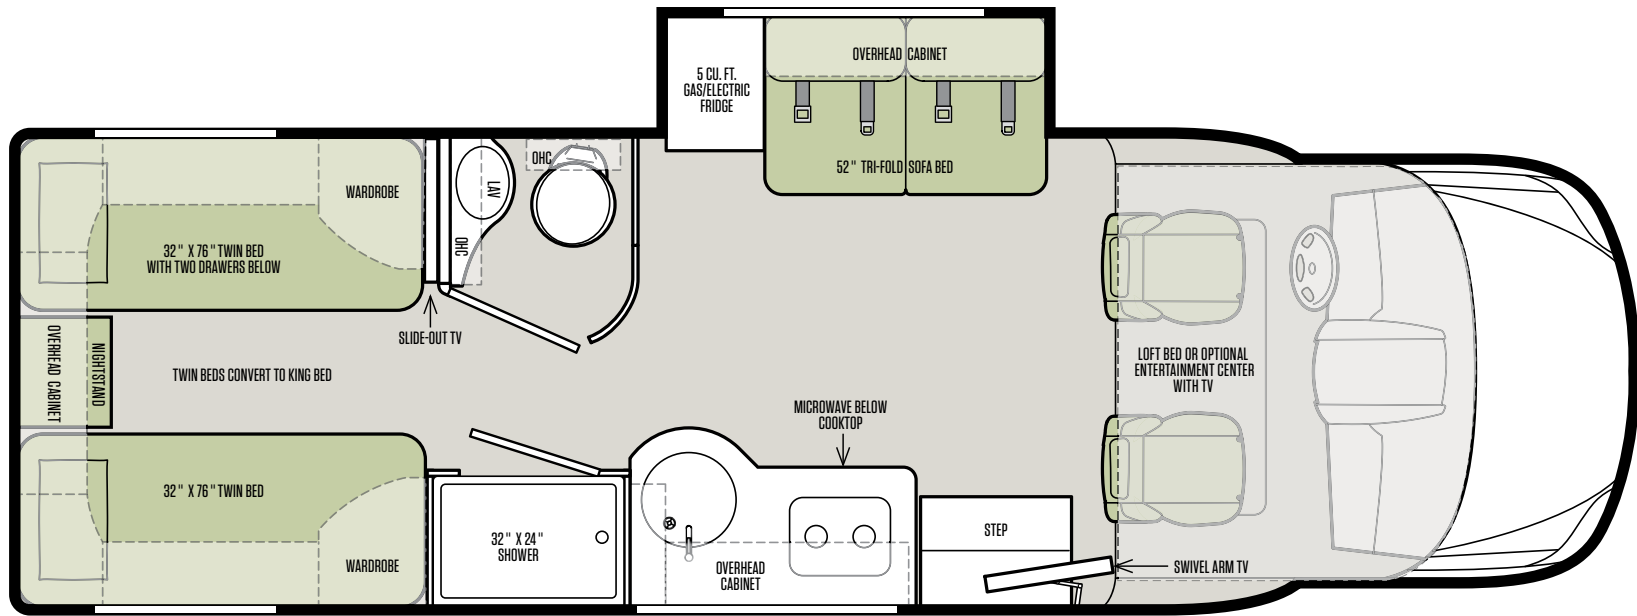 5 CU. FT.
GAS/ELECTRIC
FRIDGE
OVERHEAD CABINET
52" TRI-FOLD SOFA BED
WARDROBE
32" X 76" TWIN BED
WITH TWO DRAWERS BELOW
OHC
LAV
OHC
SLIDE-OUT TV
OVERHEAD CABINET
NIGHTSTAND
TWIN BEDS CONVERT TO KING BED
LOFT BED OR OPTIONAL
ENTERTAINMENT CENTER
WITH TV
MICROWAVE BELOW
COOKTOP
32" X 76" TWIN BED
WARDROBE
32" X 24"
SHOWER
OVERHEAD
CABINET
STEP
SWIVEL ARM TV